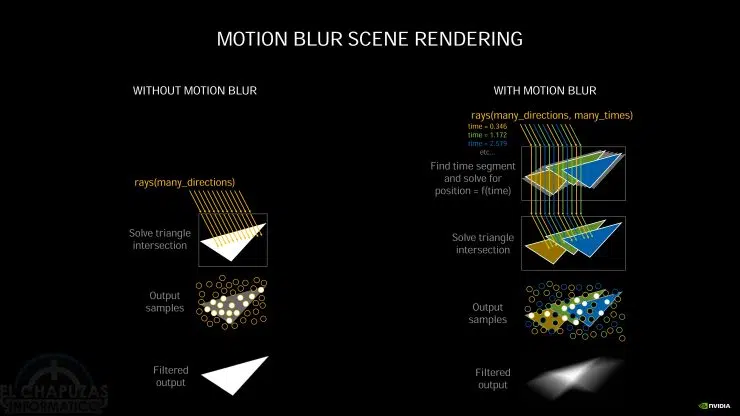 MOTION BLUR SCENE RENDERING
WITHOUT MOTION BLUR
rays(many_directions)
Solve triangle
intersection
Output
samples
Filtered
output
WITH MOTION BLUR
rays(many_directions, many_times)
time = 0.346
time = 1.172
time = 2.579
etc...
Find time segment
and solve for
position = f(time)
Solve triangle
intersection
Output
samples
Filtered
output
EL CHAPUZAS
INFORMÁTICO
NVIDIA